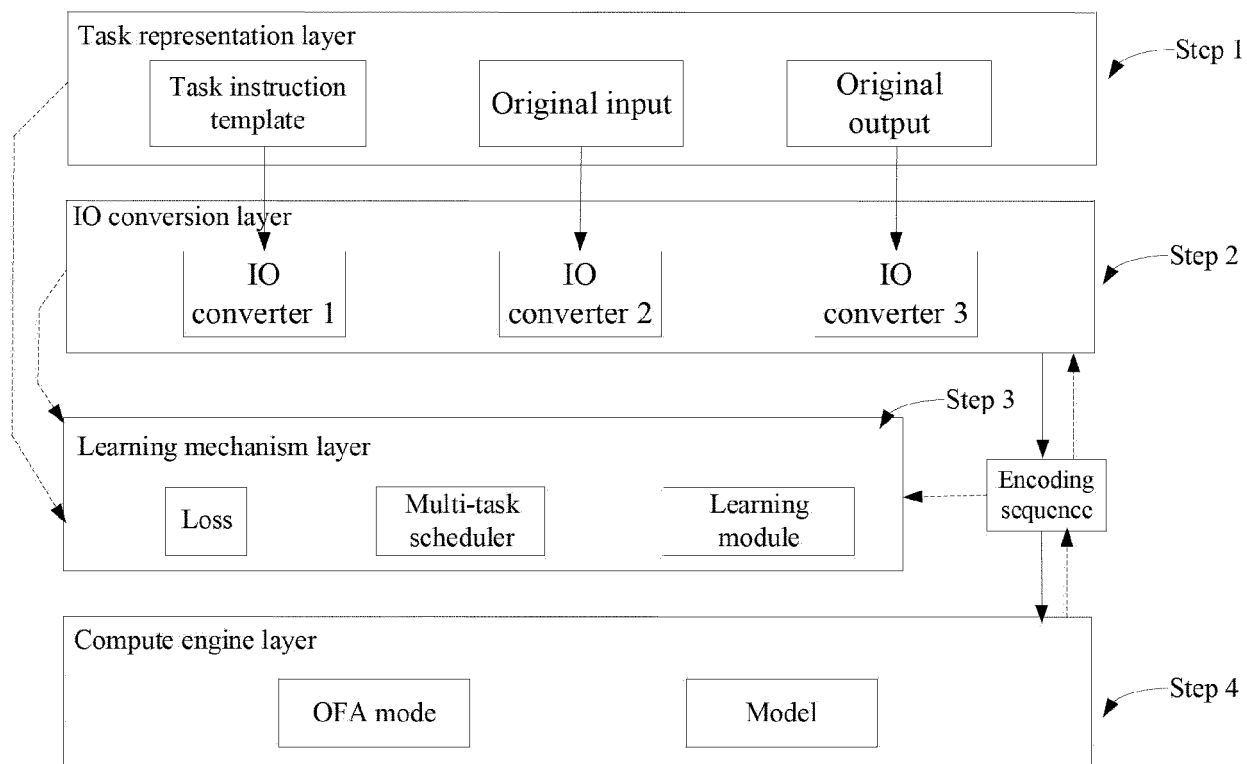 Task representation layer
Step 1
Task instruction
template
Original input
Original
output
IO conversion layer
Step 2
IO
converter 1
IO
converter 2
IO
converter 3
Step 3
Learning mechanism layer
Loss
Multi-task
scheduler
Learning
module
Encoding
sequence
Compute engine layer
OFA mode
Model
Step 4